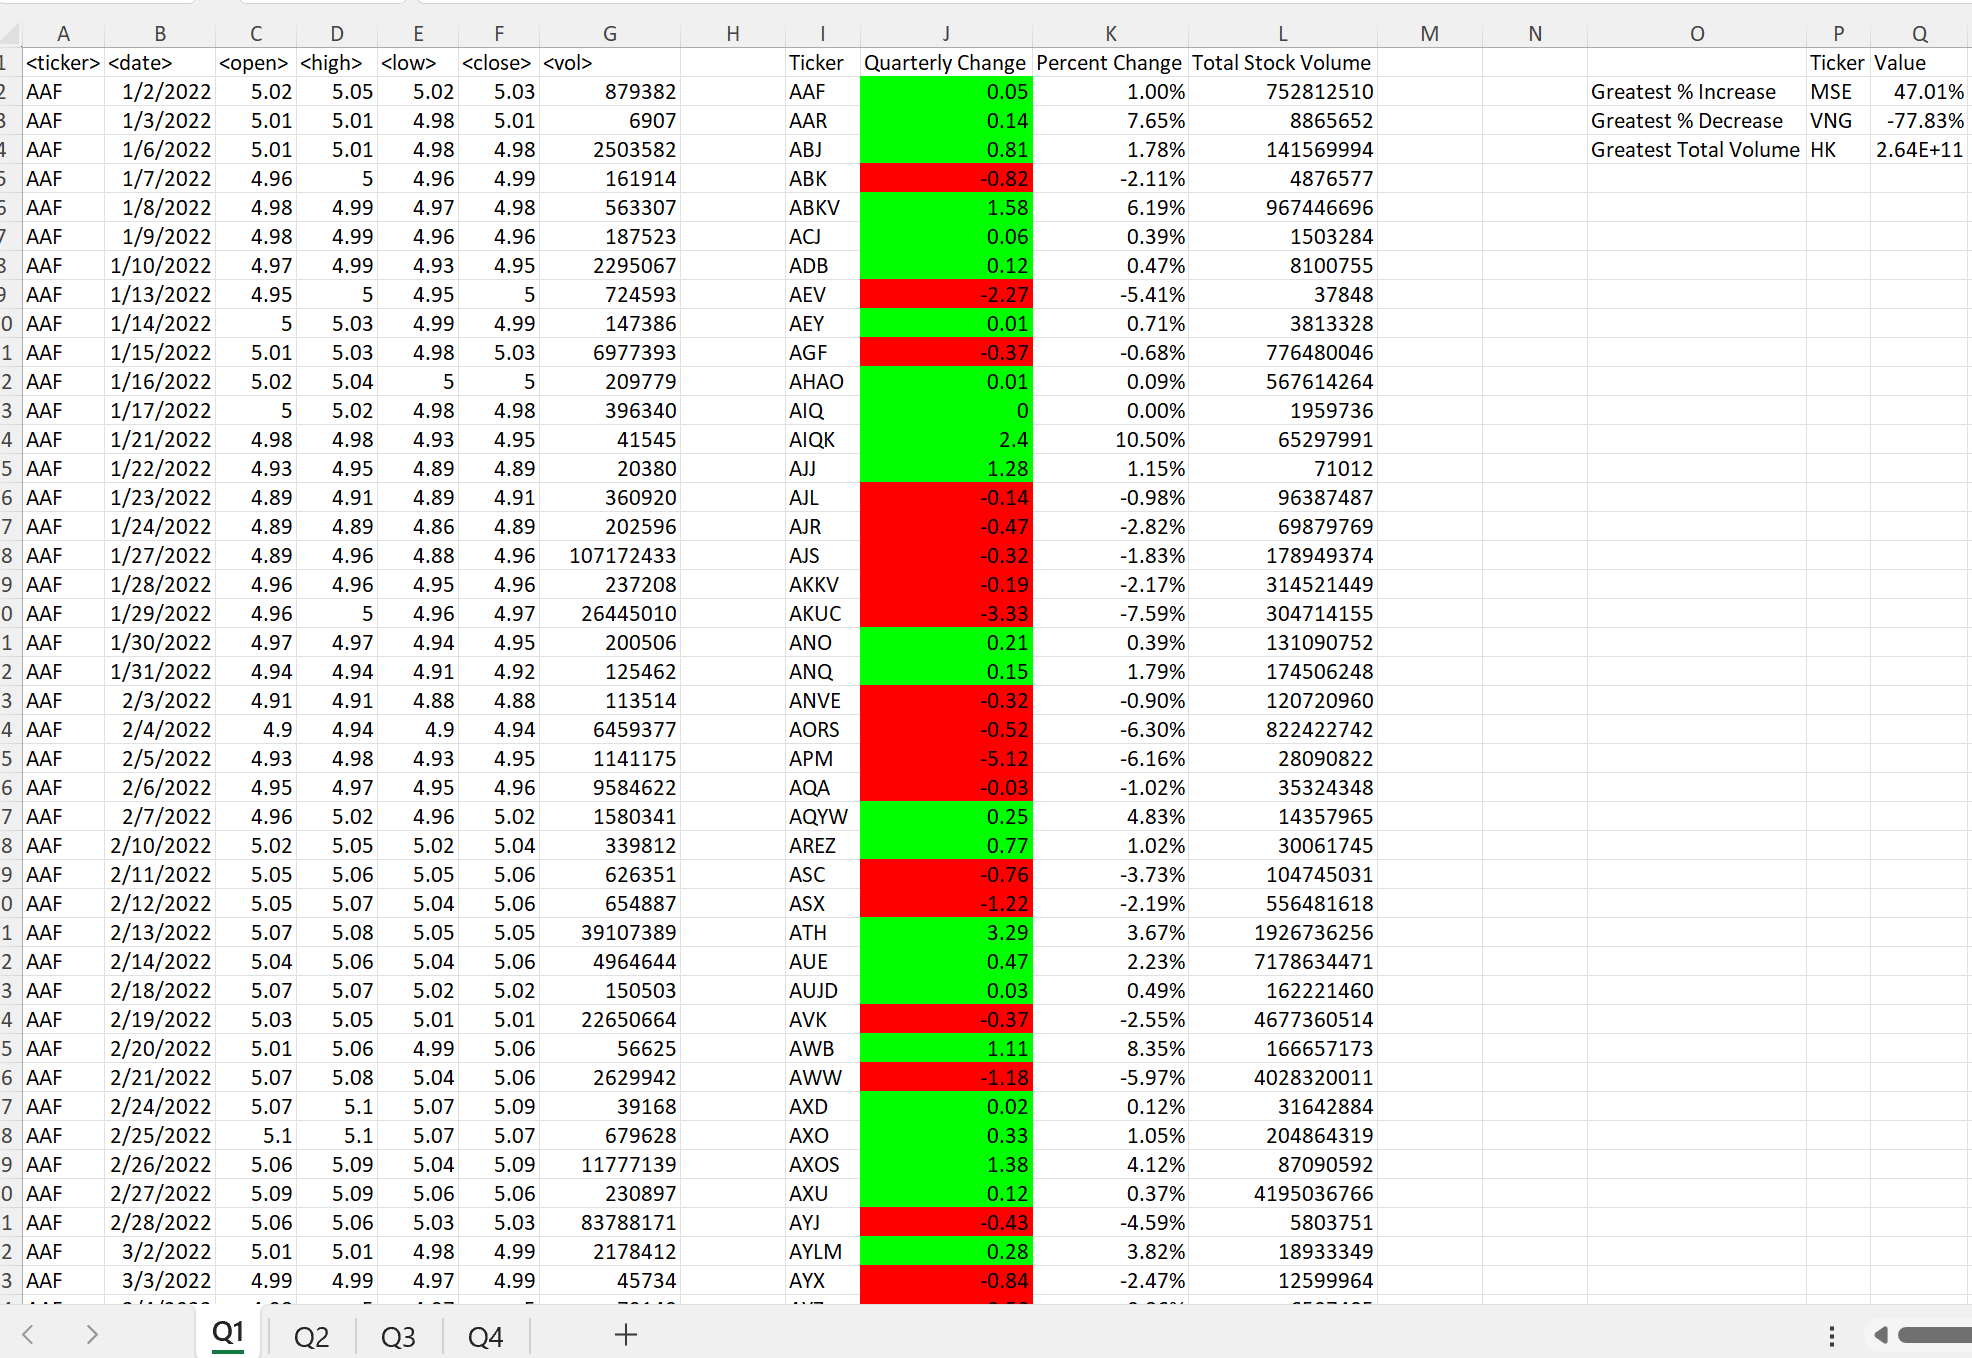 A B C D E F G H I J K L M N O P Q
1 <ticker> <date> <open> <high> <low> <close> <vol> Ticker Quarterly Change Percent Change Total Stock Volume Ticker Value
2 AAF 1/2/2022 5.02 5.05 5.02 5.03 879382 AAF 0.05 1.00% 752812510 Greatest % Increase MSE 47.01%
3 AAF 1/3/2022 5.01 5.01 4.98 5.01 6907 AAR 0.14 7.65% 8865652 Greatest % Decrease VNG -77.83%
4 AAF 1/6/2022 5.01 5.01 4.98 4.98 2503582 ABJ 0.81 1.78% 141569994 Greatest Total Volume HK 2.64E+11
5 AAF 1/7/2022 4.96 5 4.96 4.99 161914 ABK -0.82 -2.11% 4876577
6 AAF 1/8/2022 4.98 4.99 4.97 4.98 563307 ABKV 1.58 6.19% 967446696
7 AAF 1/9/2022 4.98 4.99 4.96 4.96 187523 ACJ 0.06 0.39% 1503284
8 AAF 1/10/2022 4.97 4.99 4.93 4.95 2295067 ADB 0.12 0.47% 8100755
9 AAF 1/13/2022 4.95 5 4.95 5 724593 AEV -2.27 -5.41% 37848
0 AAF 1/14/2022 5 5.03 4.99 4.99 147386 AEY 0.01 0.71% 3813328
1 AAF 1/15/2022 5.01 5.03 4.98 5.03 6977393 AGF -0.37 -0.68% 776480046
2 AAF 1/16/2022 5.02 5.04 5 5 209779 AHAO 0.01 0.09% 567614264
3 AAF 1/17/2022 5 5.02 4.98 4.98 396340 AIQ 0 0.00% 1959736
4 AAF 1/21/2022 4.98 4.98 4.93 4.95 41545 AIQK 2.4 10.50% 65297991
5 AAF 1/22/2022 4.93 4.95 4.89 4.89 20380 AJJ 1.28 1.15% 71012
6 AAF 1/23/2022 4.89 4.91 4.89 4.91 360920 AJL -0.14 -0.98% 96387487
7 AAF 1/24/2022 4.89 4.89 4.86 4.89 202596 AJR -0.47 -2.82% 69879769
8 AAF 1/27/2022 4.89 4.96 4.88 4.96 107172433 AJS -0.32 -1.83% 178949374
9 AAF 1/28/2022 4.96 4.96 4.95 4.96 237208 AKKV -0.19 -2.17% 314521449
0 AAF 1/29/2022 4.96 5 4.96 4.97 26445010 AKUC -3.33 -7.59% 304714155
1 AAF 1/30/2022 4.97 4.97 4.94 4.95 200506 ANO 0.21 0.39% 131090752
2 AAF 1/31/2022 4.94 4.94 4.91 4.92 125462 ANQ 0.15 1.79% 174506248
3 AAF 2/3/2022 4.91 4.91 4.88 4.88 113514 ANVE -0.32 -0.90% 120720960
4 AAF 2/4/2022 4.9 4.94 4.9 4.94 6459377 AORS -0.52 -6.30% 822422742
5 AAF 2/5/2022 4.93 4.98 4.93 4.95 1141175 APM -5.12 -6.16% 28090822
6 AAF 2/6/2022 4.95 4.97 4.95 4.96 9584622 AQA -0.03 -1.02% 35324348
7 AAF 2/7/2022 4.96 5.02 4.96 5.02 1580341 AQYW 0.25 4.83% 14357965
8 AAF 2/10/2022 5.02 5.05 5.02 5.04 339812 AREZ 0.77 1.02% 30061745
9 AAF 2/11/2022 5.05 5.06 5.05 5.06 626351 ASC -0.76 -3.73% 104745031
0 AAF 2/12/2022 5.05 5.07 5.04 5.06 654887 ASX -1.22 -2.19% 556481618
1 AAF 2/13/2022 5.07 5.08 5.05 5.05 39107389 ATH 3.29 3.67% 1926736256
2 AAF 2/14/2022 5.04 5.06 5.04 5.06 4964644 AUE 0.47 2.23% 7178634471
3 AAF 2/18/2022 5.07 5.07 5.02 5.02 150503 AUJD 0.03 0.49% 162221460
4 AAF 2/19/2022 5.03 5.05 5.01 5.01 22650664 AVK -0.37 -2.55% 4677360514
5 AAF 2/20/2022 5.01 5.06 4.99 5.06 56625 AWB 1.11 8.35% 166657173
6 AAF 2/21/2022 5.07 5.08 5.04 5.06 2629942 AWW -1.18 -5.97% 4028320011
7 AAF 2/24/2022 5.07 5.1 5.07 5.09 39168 AXD 0.02 0.12% 31642884
8 AAF 2/25/2022 5.1 5.1 5.07 5.07 679628 AXO 0.33 1.05% 204864319
9 AAF 2/26/2022 5.06 5.09 5.04 5.09 11777139 AXOS 1.38 4.12% 87090592
0 AAF 2/27/2022 5.09 5.09 5.06 5.06 230897 AXU 0.12 0.37% 4195036766
1 AAF 2/28/2022 5.06 5.06 5.03 5.03 83788171 AYJ -0.43 -4.59% 5803751
2 AAF 3/2/2022 5.01 5.01 4.98 4.99 2178412 AYLM 0.28 3.82% 18933349
3 AAF 3/3/2022 4.99 4.99 4.97 4.99 45734 AYX -0.84 -2.47% 12599964
Q1 Q2 Q3 Q4